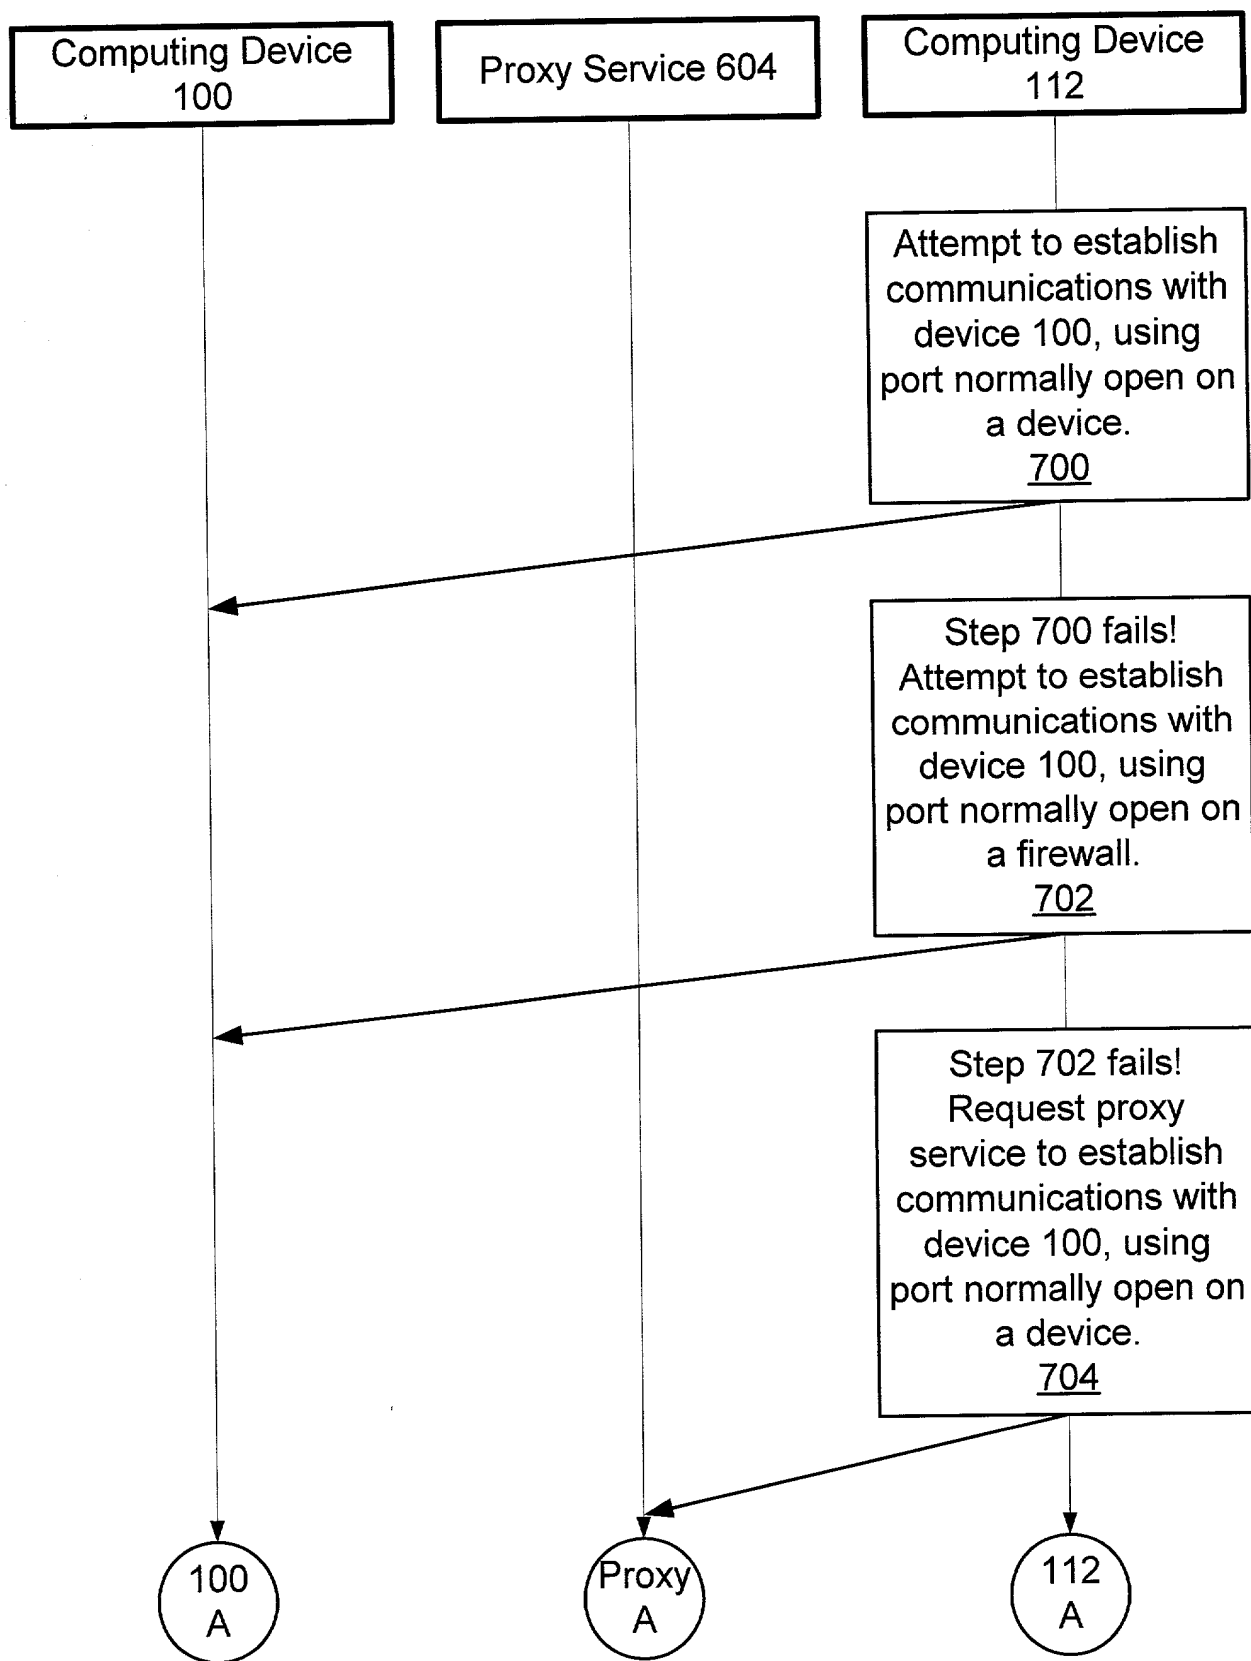 Computing Device
100
Proxy Service 604
Computing Device
112
Attempt to establish
communications with
device 100, using
port normally open on
a device.
700
Step 700 fails!
Attempt to establish
communications with
device 100, using
port normally open on
a firewall.
702
Step 702 fails!
Request proxy
service to establish
communications with
device 100, using
port normally open on
a device.
704
100
A
Proxy
A
112
A